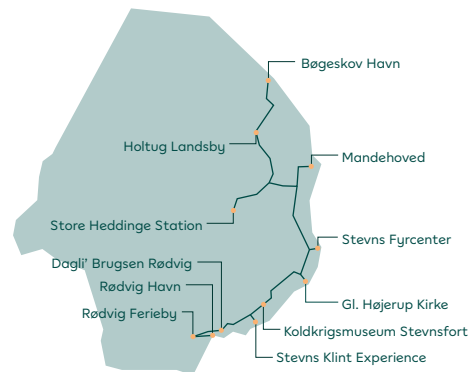 Bøgeskov Havn
Holtug Landsby
Mandehoved
Store Heddinge Station
Stevns Fyrcenter
Dagli' Brugsen Rødvig
Rødvig Havn
Gl. Højerup Kirke
Rødvig Ferieby
Koldkrigsmuseum Stevnsfort
Stevns Klint Experience